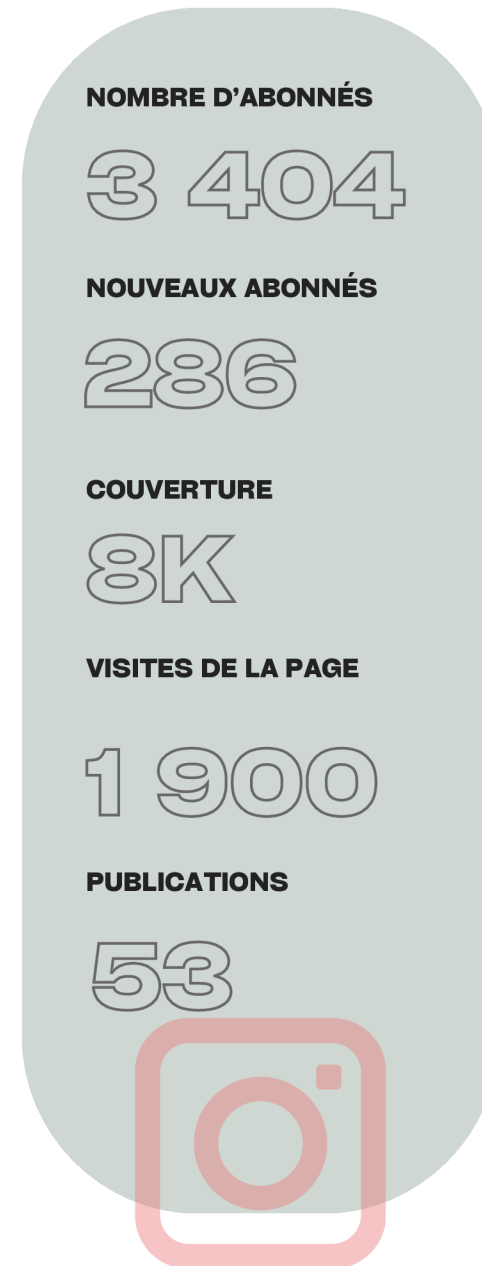 NOMBRE D’ABONNÉS
3 404
NOUVEAUX ABONNÉS
286
COUVERTURE
8K
VISITES DE LA PAGE
1 900
PUBLICATIONS
53